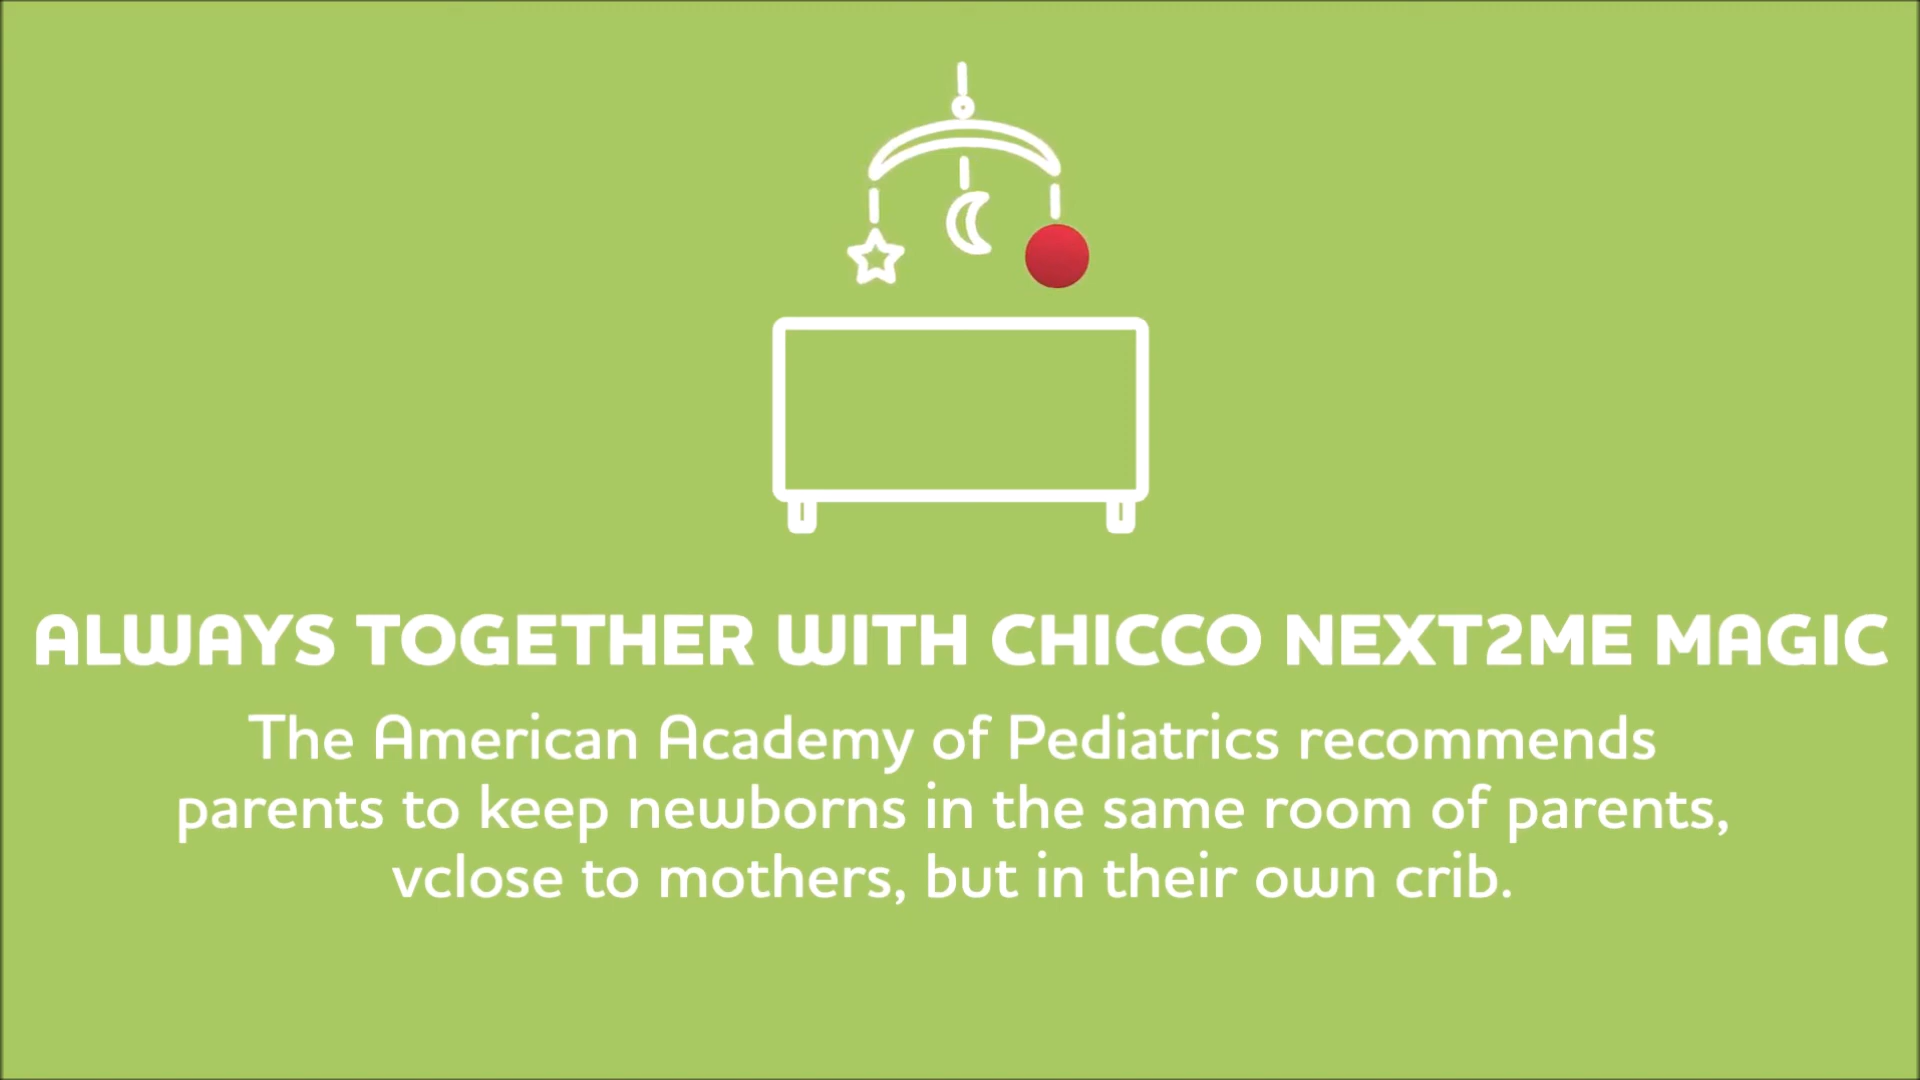 ALWAYS TOGETHER WITH CHICCO NEXT2ME MAGIC
The American Academy of Pediatrics recommends
parents to keep newborns in the same room of parents,
vclose to mothers, but in their own crib.